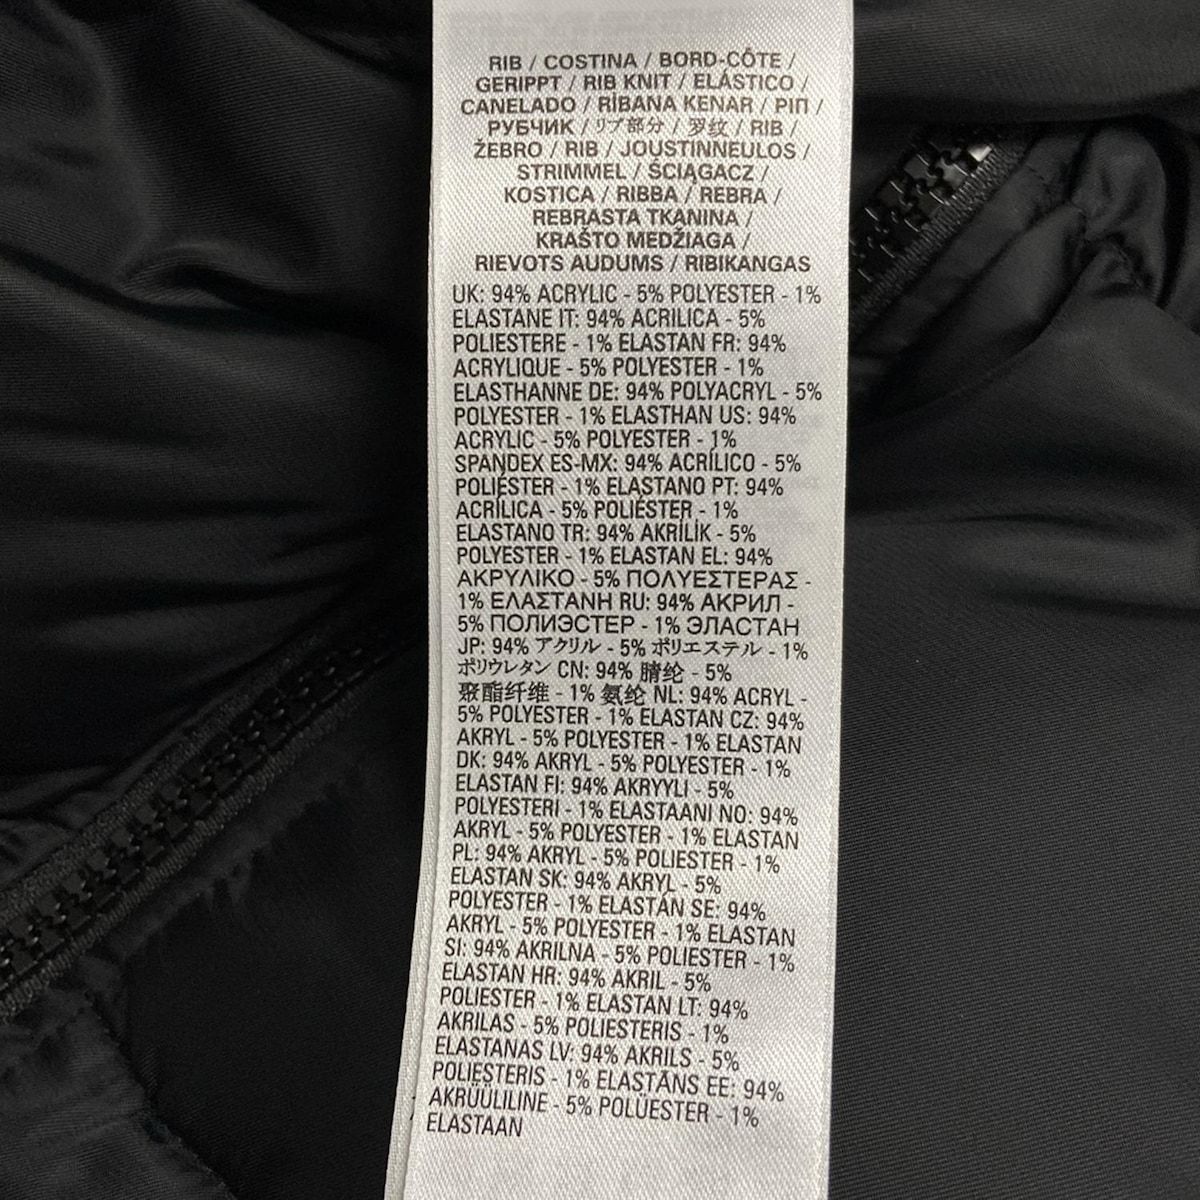 RIB / COSTINA / BORD-CÔTE /
GERIPPT / RIB KNIT / ELÁSTICO /
CANELADO / RİBANA KENAR / ΡΙΠ /
РУБЧИК / リブ部分 / 罗纹 / RIB /
ŽEBRO / RIB / JOUSTINNEULOS /
STRIMMEL / ŚCIĄGACZ /
KOSTICA / RIBBA / REBRA /
REBRASTA TKANINA /
KRAŠTO MEDŽIAGA /
RIEVOTS AUDUMS / RIBIKANGAS
UK: 94% ACRYLIC - 5% POLYESTER - 1%
ELASTANE IT: 94% ACRILICA - 5%
POLIESTERE - 1% ELASTAN FR: 94%
ACRYLIQUE - 5% POLYESTER - 1%
ELASTHANNE DE: 94% POLYACRYL - 5%
POLYESTER - 1% ELASTHAN US: 94%
ACRYLIC - 5% POLYESTER - 1%
SPANDEX ES-MX: 94% ACRÍLICO - 5%
POLIÉSTER - 1% ELASTANO PT: 94%
ACRÍLICA - 5% POLIÉSTER - 1%
ELASTANO TR: 94% AKRİLİK - 5%
POLYESTER - 1% ELASTAN EL: 94%
ΑΚΡΥΛΙΚΟ - 5% ΠΟΛΥΕΣΤΕΡΑΣ -
1% ΕΛΑΣΤΑΝΗ RU: 94% АКРИЛ -
5% ПОЛИЭСТЕР - 1% ЭЛАСТАН
JP: 94% アクリル - 5% ポリエステル - 1%
ポリウレタン CN: 94% 腈纶 - 5%
聚酯纤维 - 1% 氨纶 NL: 94% ACRYL -
5% POLYESTER - 1% ELASTAN CZ: 94%
AKRYL - 5% POLYESTER - 1% ELASTAN
DK: 94% AKRYL - 5% POLYESTER - 1%
ELASTAN FI: 94% AKRYYLI - 5%
POLYESTERI - 1% ELASTAANI NO: 94%
AKRYL - 5% POLYESTER - 1% ELASTAN
PL: 94% AKRYL - 5% POLIESTER - 1%
ELASTAN SK: 94% AKRYL - 5%
POLYESTER - 1% ELASTÁN SE: 94%
AKRYL - 5% POLYESTER - 1% ELASTAN
SI: 94% AKRILNA - 5% POLIESTER - 1%
ELASTAN HR: 94% AKRIL - 5%
POLIESTER - 1% ELASTAN LT: 94%
AKRILAS - 5% POLIESTERIS - 1%
ELASTANAS LV: 94% AKRILS - 5%
POLIESTERIS - 1% ELASTĀNS EE: 94%
AKRÜÜLILINE - 5% POLÜESTER - 1%
ELASTAAN